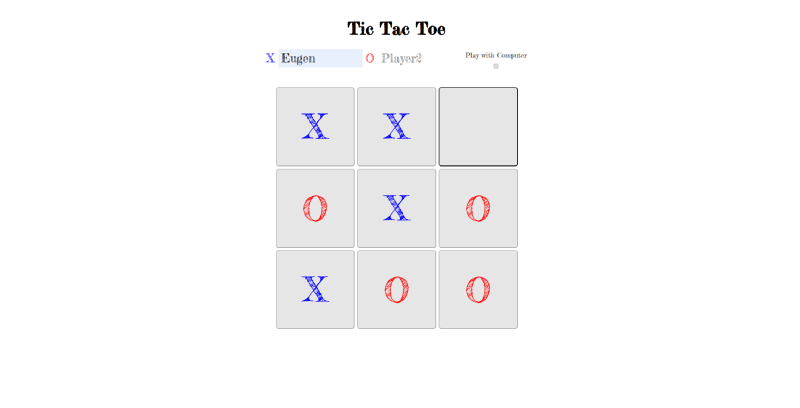 Tic Tac Toe
X Eugen O Player2 Play with Computer
X X
O X O
X O O